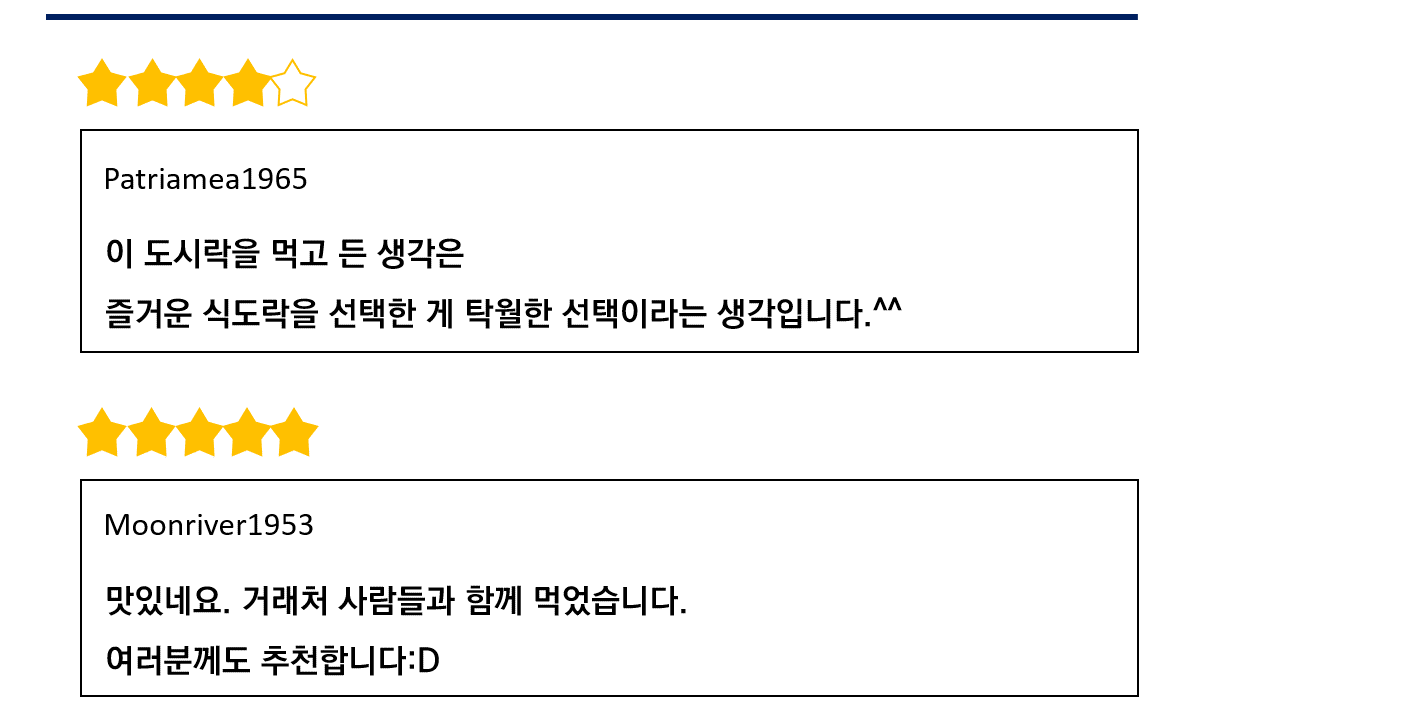 Patriamea1965
이 도시락을 먹고 든 생각은
즐거운 식도락을 선택한 게 탁월한 선택이라는 생각입니다.^^
Moonriver1953
맛있네요. 거래처 사람들과 함께 먹었습니다.
여러분께도 추천합니다:D